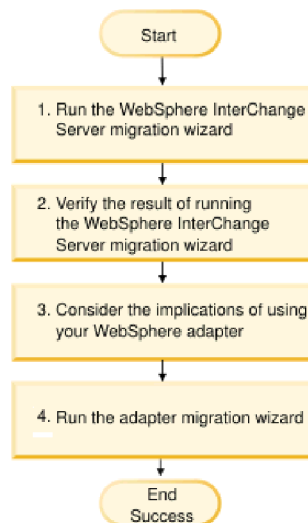 Start
1. Run the WebSphere InterChange
Server migration wizard
2. Verify the result of running
the WebSphere InterChange
Server migration wizard
3. Consider the implications of using
your WebSphere adapter
4. Run the adapter migration wizard
End
Success